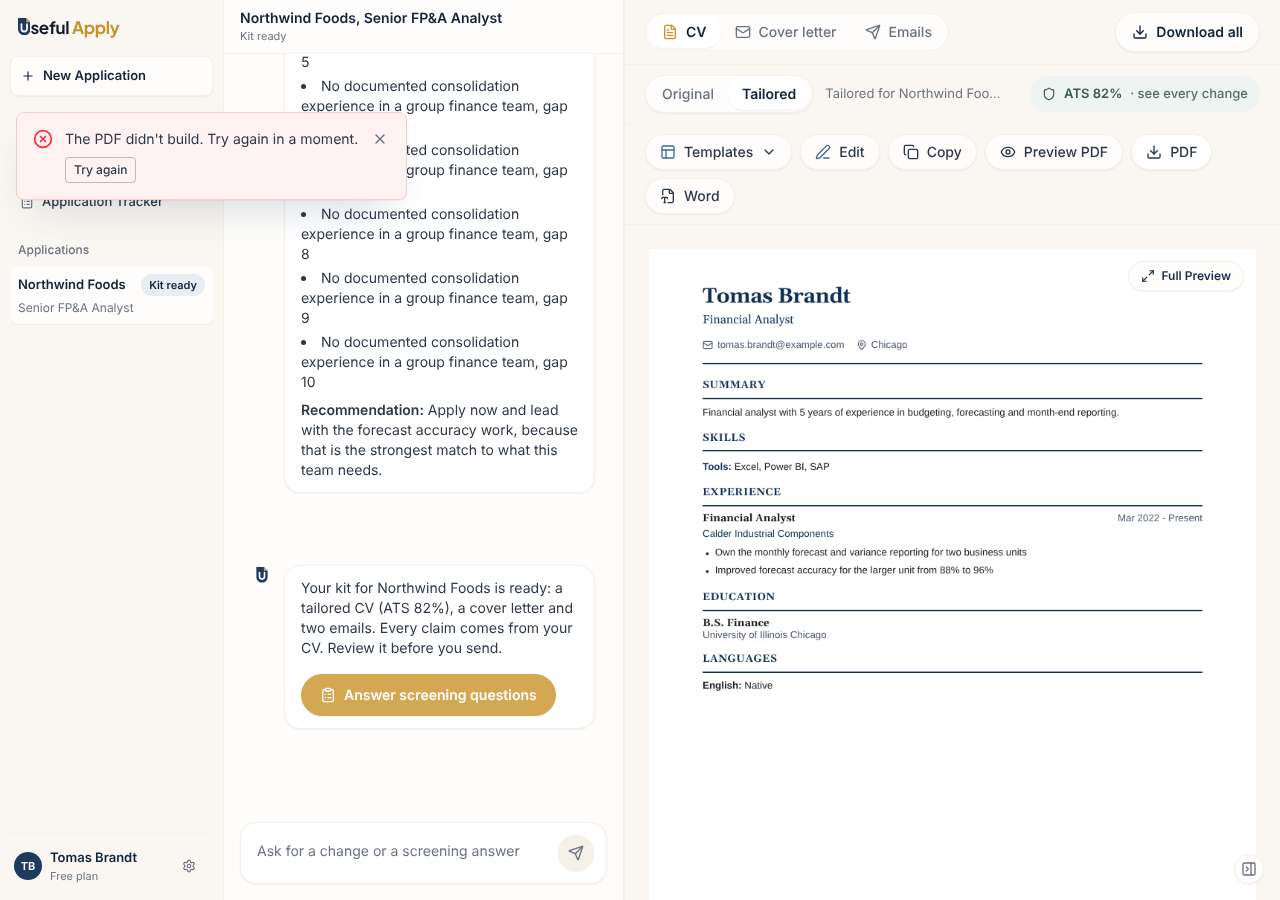 Useful Apply
New Application
The PDF didn't build. Try again in a moment.
Try again
Application Tracker
Applications
Northwind Foods
Kit ready
Senior FP&A Analyst
TB
Tomas Brandt
Free plan
Northwind Foods, Senior FP&A Analyst
Kit ready
5
• No documented consolidation
experience in a group finance team, gap
ted consolidation
group finance team, gap
• No documented consolidation
experience in a group finance team, gap
8
• No documented consolidation
experience in a group finance team, gap
9
• No documented consolidation
experience in a group finance team, gap
10
Recommendation: Apply now and lead
with the forecast accuracy work, because
that is the strongest match to what this
team needs.
Your kit for Northwind Foods is ready: a
tailored CV (ATS 82%), a cover letter and
two emails. Every claim comes from your
CV. Review it before you send.
Answer screening questions
Ask for a change or a screening answer
CV
Cover letter
Emails
Download all
Original
Tailored
Tailored for Northwind Foo...
ATS 82% · see every change
Templates
Edit
Copy
Preview PDF
PDF
Word
Full Preview
Tomas Brandt
Financial Analyst
tomas.brandt@example.com Chicago
SUMMARY
Financial analyst with 5 years of experience in budgeting, forecasting and month-end reporting.
SKILLS
Tools: Excel, Power BI, SAP
EXPERIENCE
Financial Analyst Mar 2022 - Present
Calder Industrial Components
• Own the monthly forecast and variance reporting for two business units
• Improved forecast accuracy for the larger unit from 88% to 96%
EDUCATION
B.S. Finance
University of Illinois Chicago
LANGUAGES
English: Native